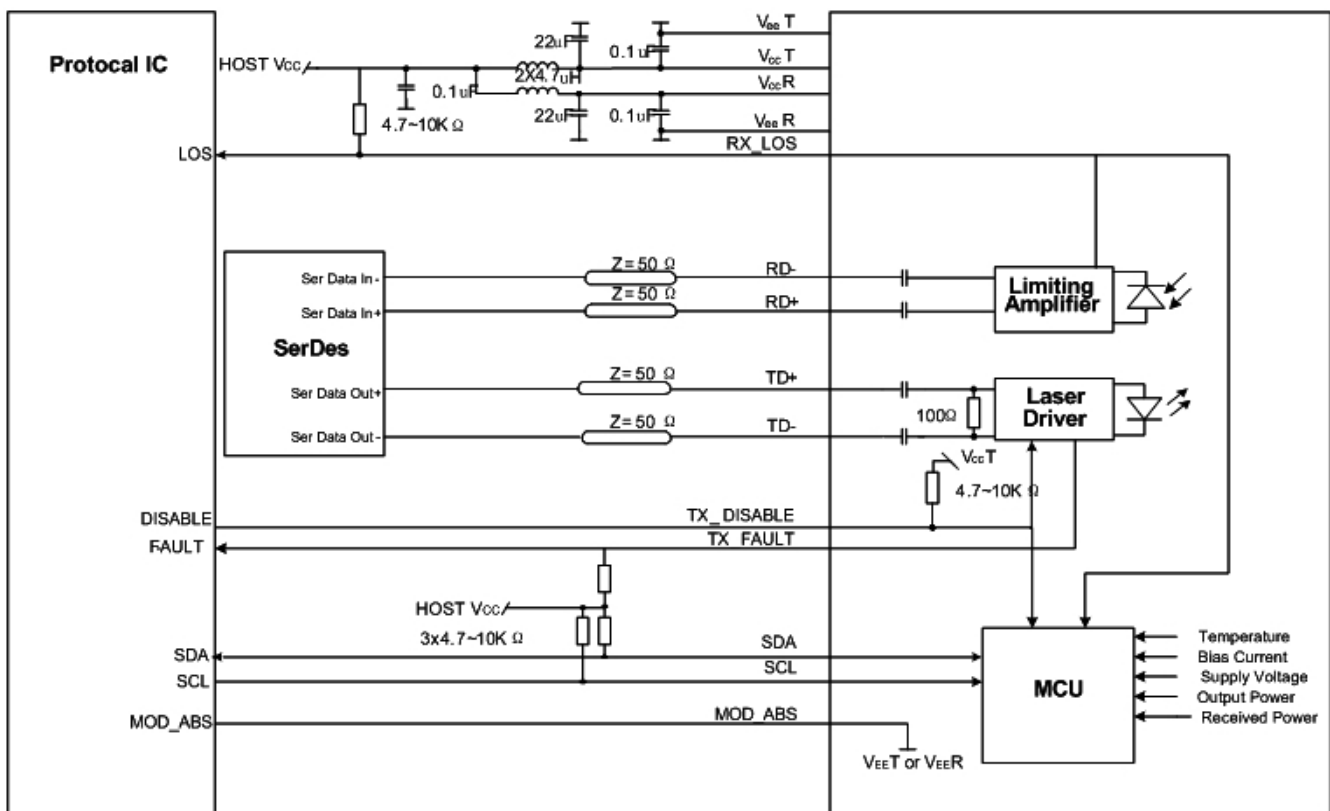 Protocal IC
HOST Vcc
22uF
0.1uF
Vee T
Vcc T
2X4.7uH
0.1uF
Vcc R
22uF
0.1uF
Vee R
4.7~10K Ω
LOS
RX_LOS
Ser Data In-
Z=50 Ω
RD-
Limiting
Amplifier
Ser Data In+
Z=50 Ω
RD+
SerDes
Ser Data Out+
Z=50 Ω
TD+
100Ω
Laser
Driver
Ser Data Out-
Z=50 Ω
TD-
VccT
4.7~10K Ω
DISABLE
TX_DISABLE
FAULT
TX_FAULT
HOST Vcc
3x4.7~10K Ω
SDA
SDA
SCL
SCL
MCU
Temperature
Bias Current
Supply Voltage
Output Power
Received Power
MOD_ABS
MOD_ABS
VEET or VEER